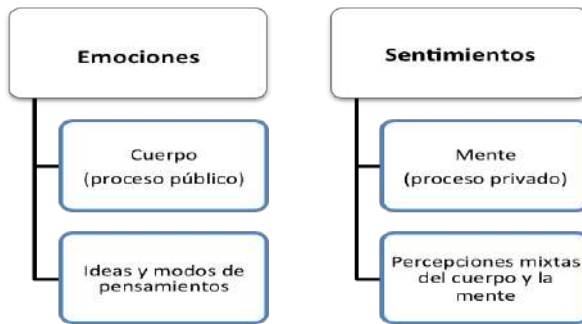 Emociones
Cuerpo
(proceso público)
Ideas y modos de
pensamientos
Sentimientos
Mente
(proceso privado)
Percepciones mixtas
del cuerpo y la
mente